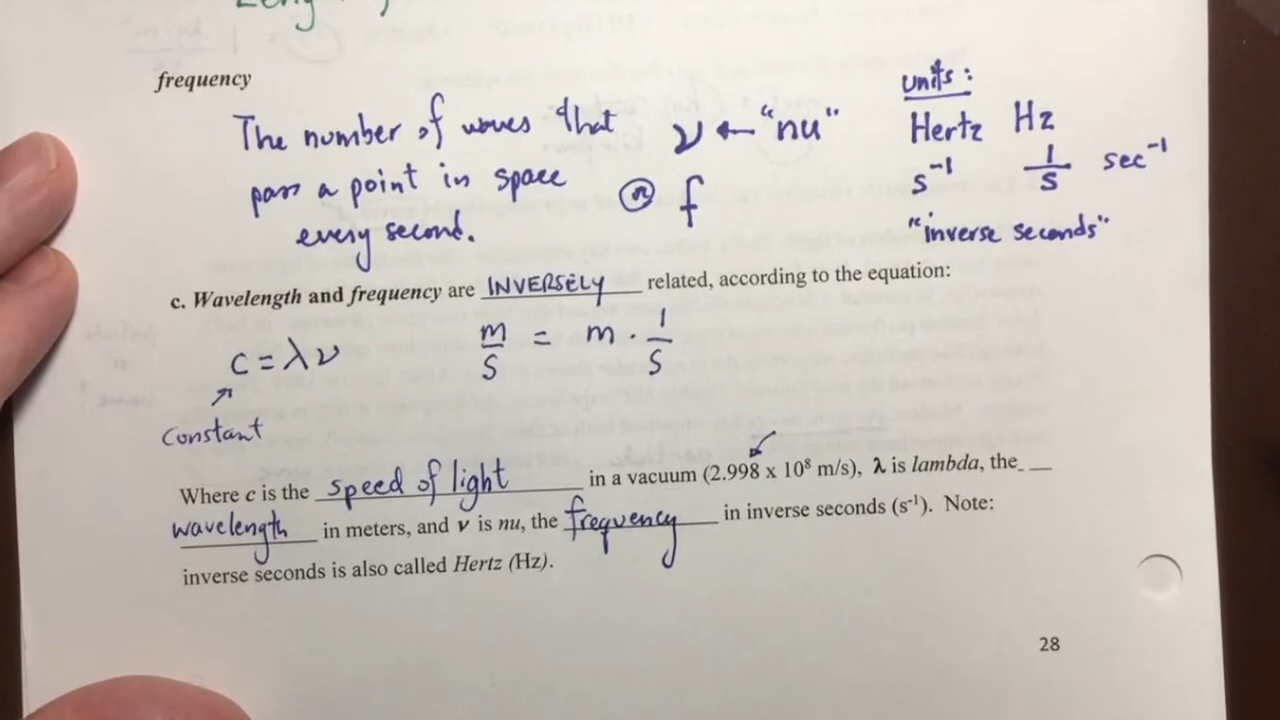 Length
frequency
The number of waves that
pass a point in space
every second.
ν ← "nu"
or f
units:
Hertz Hz
s⁻¹ 1/s sec⁻¹
"inverse seconds"
c. Wavelength and frequency are INVERSELY related, according to the equation:
c = λν
m/s = m · 1/s
constant
Where c is the speed of light in a vacuum (2.998 x 10⁸ m/s), λ is lambda, the
wavelength in meters, and ν is nu, the frequency in inverse seconds (s⁻¹). Note:
inverse seconds is also called Hertz (Hz).
28